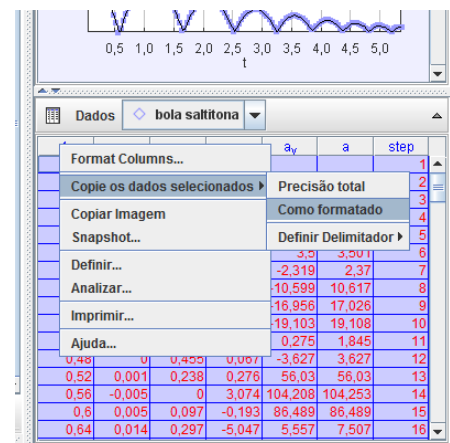 0,5 1,0 1,5 2,0 2,5 3,0 3,5 4,0 4,5 5,0
t
Dados bola saltitona
a_y a step
Format Columns...
1
Copie os dados selecionados Precisão total 2
3
Copiar Imagem Como formatado 4
Snapshot... Definir Delimitador 5
3,5 3,501 6
Definir... -2,319 2,37 7
Analizar... -10,599 10,617 8
-16,956 17,026 9
Imprimir... -19,103 19,108 10
Ajuda... 0,275 1,845 11
0,48 0 0,455 0,067 -3,627 3,627 12
0,52 0,001 0,238 0,276 56,03 56,03 13
0,56 -0,005 0 3,074 104,208 104,253 14
0,6 0,005 0,097 -0,193 86,489 86,489 15
0,64 0,014 0,297 -5,047 5,557 7,507 16